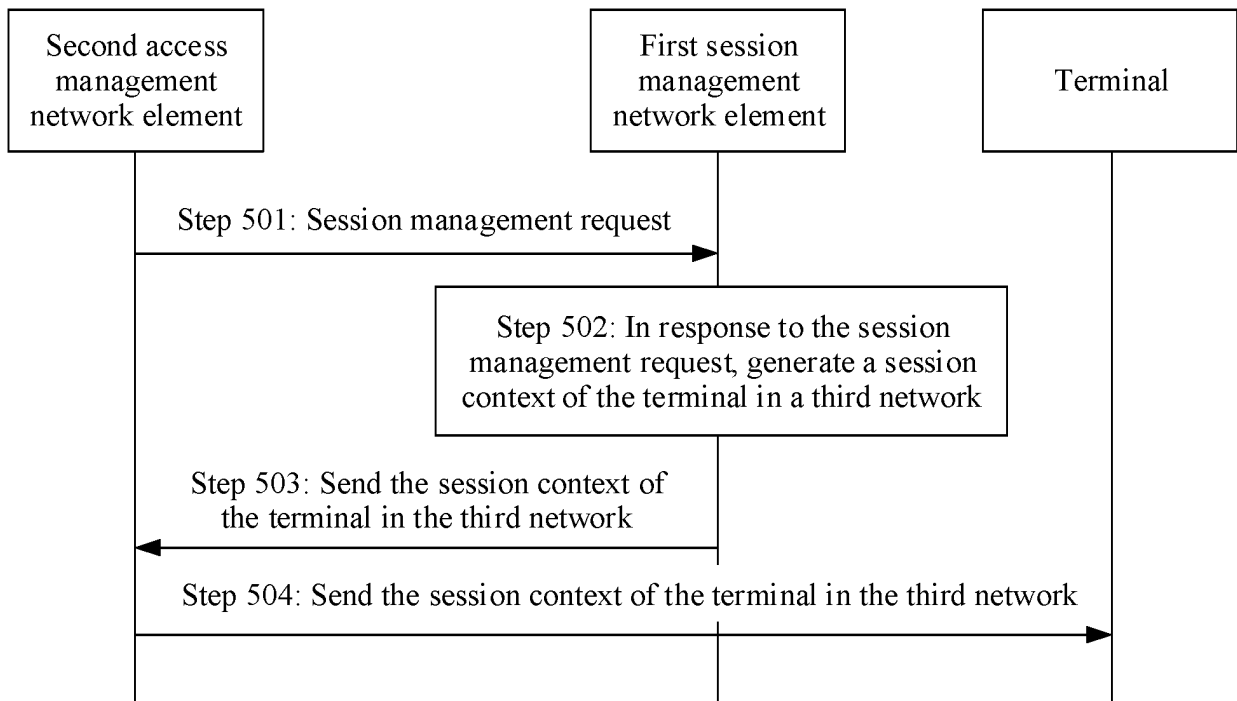 Second access
management
network element
First session
management
network element
Terminal
Step 501: Session management request
Step 502: In response to the session
management request, generate a session
context of the terminal in a third network
Step 503: Send the session context of
the terminal in the third network
Step 504: Send the session context of the terminal in the third network